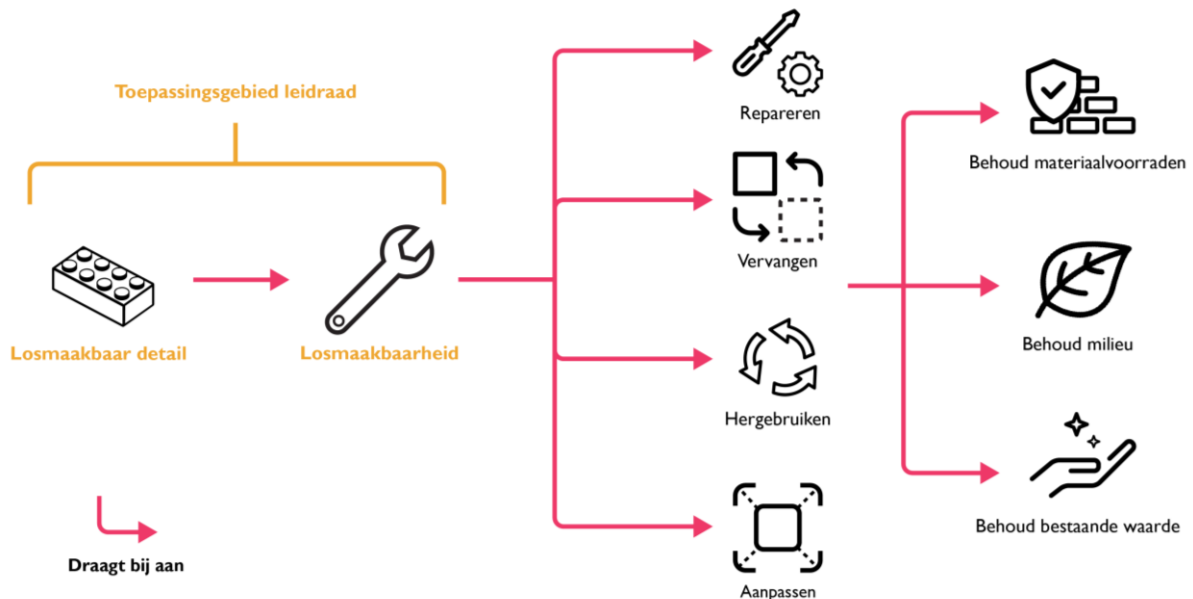 Toepassingsgebied leidraad
Losmaakbaar detail
Losmaakbaarheid
Repareren
Vervangen
Hergebruiken
Aanpassen
Behoud materiaalvoorraden
Behoud milieu
Behoud bestaande waarde
Draagt bij aan